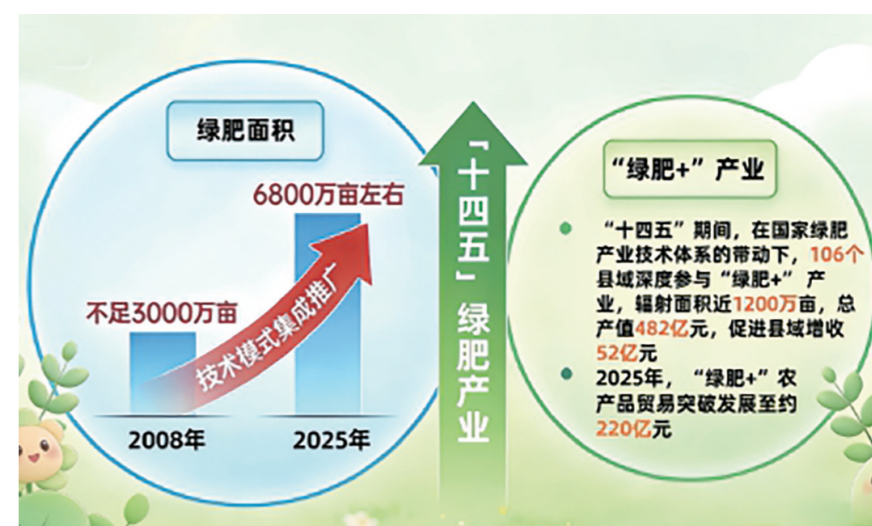 绿肥面积
6800万亩左右
不足3000万亩
技术模式集成推广
2008年
2025年
「十四五」绿肥产业
“绿肥+”产业
“十四五”期间，在国家绿肥
产业技术体系的带动下，106个
县域深度参与“绿肥+”产
业，辐射面积近1200万亩，总
产值482亿元，促进县域增收
52亿元
2025年，“绿肥+”农
产品贸易突破发展至约
220亿元